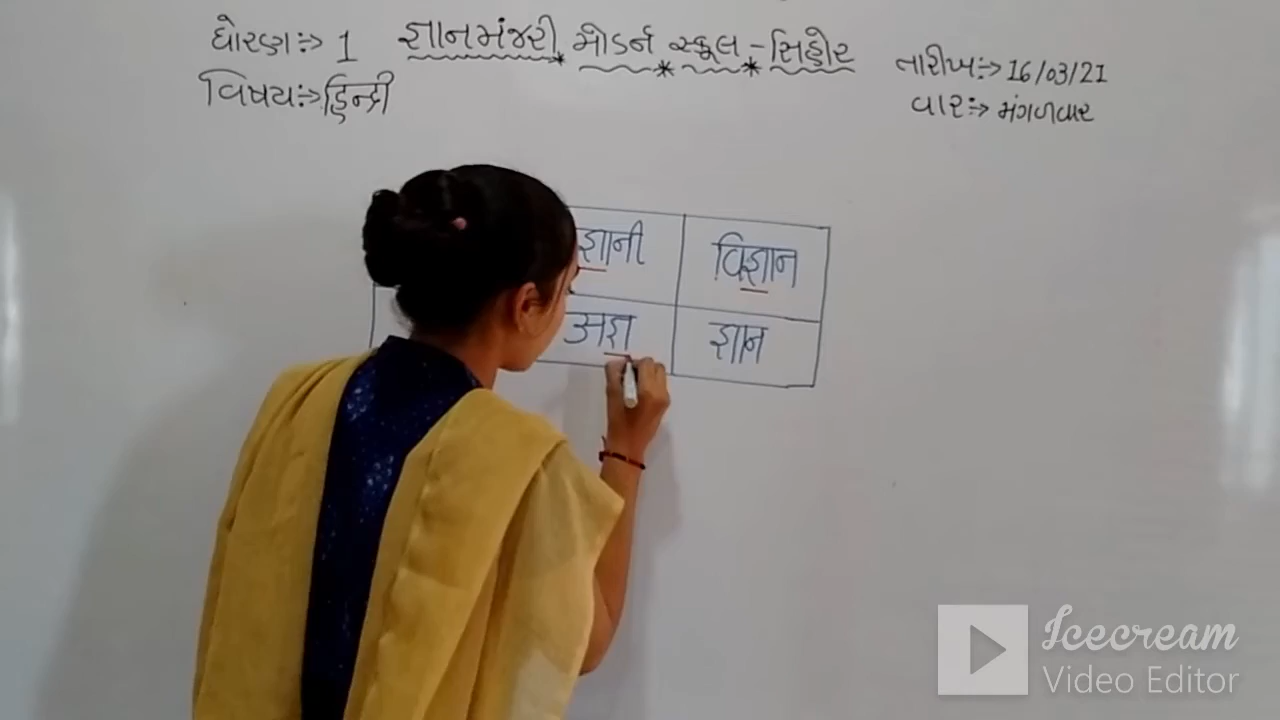 ધોરણ:-> 1 જ્ઞાનમંજરી મોડર્ન સ્કૂલ - સિહોર
તારીખ:-> 16/03/21
વિષય:-> હિન્દી
વાર:-> મંગળવાર
ज्ञानी विज्ञान
अज्ञ ज्ञान
Icecream
Video Editor